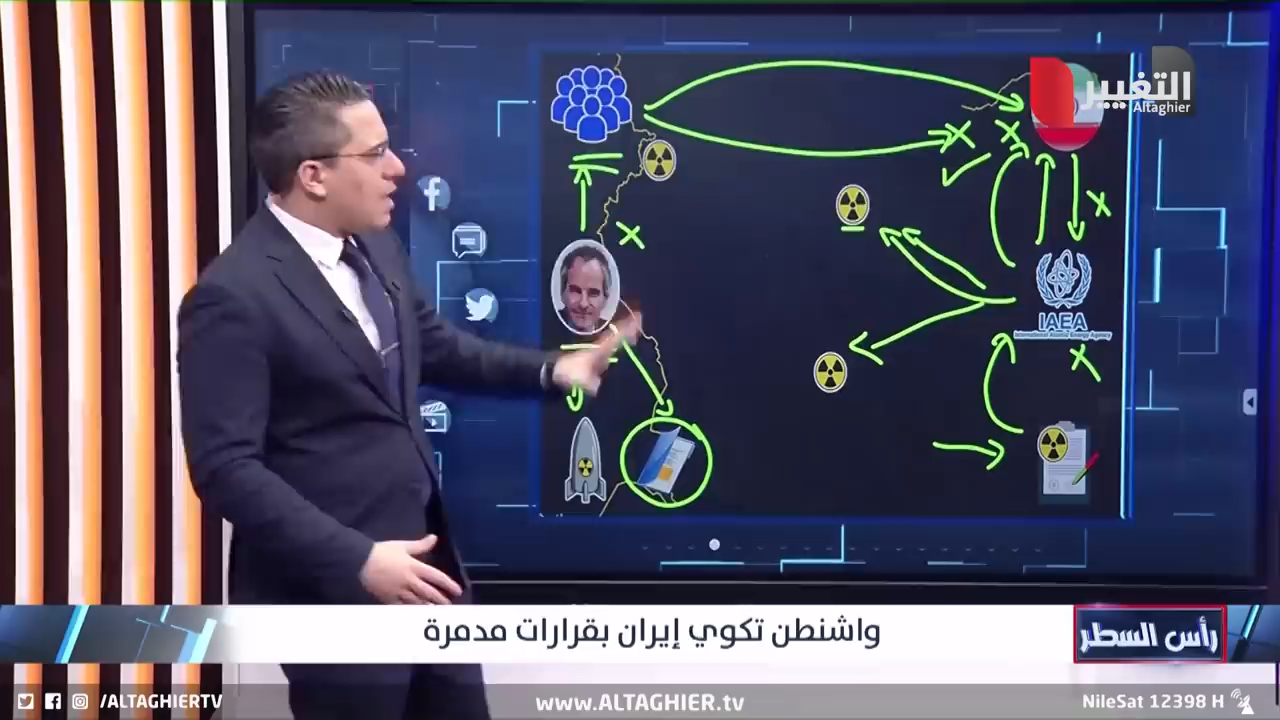 التغيير
Altaghier
IAEA
International Atomic Energy Agency
واشنطن تكوي إيران بقرارات مدمرة
رأس السطر
/ALTAGHIERTV
www.ALTAGHIER.tv
NileSat 12398 H